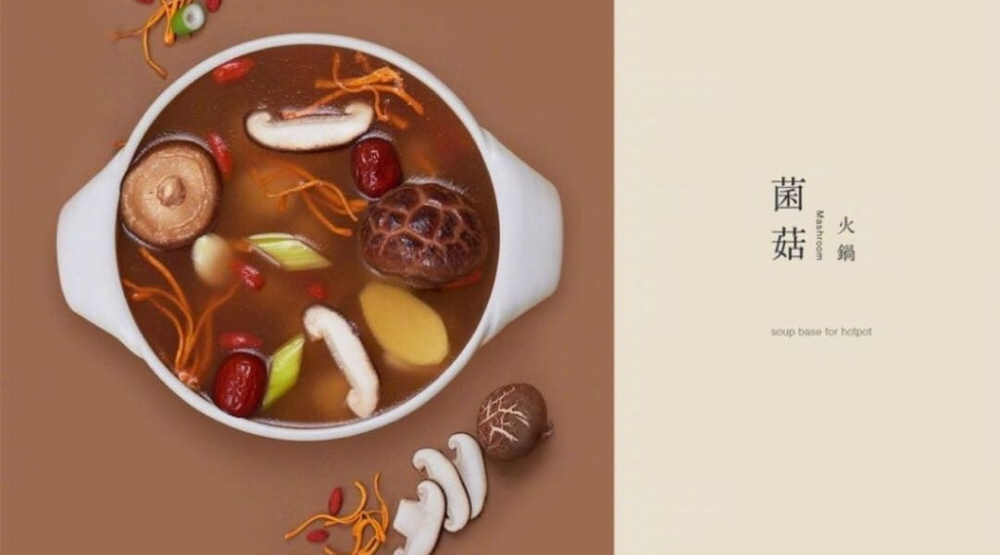 菌菇
Mashroom
火鍋
soup base for hotpot